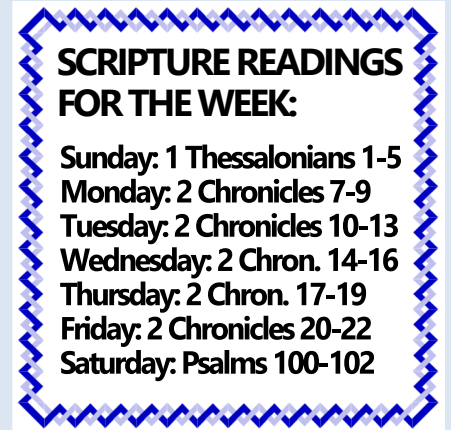 SCRIPTURE READINGS
FOR THE WEEK:
Sunday: 1 Thessalonians 1-5
Monday: 2 Chronicles 7-9
Tuesday: 2 Chronicles 10-13
Wednesday: 2 Chron. 14-16
Thursday: 2 Chron. 17-19
Friday: 2 Chronicles 20-22
Saturday: Psalms 100-102